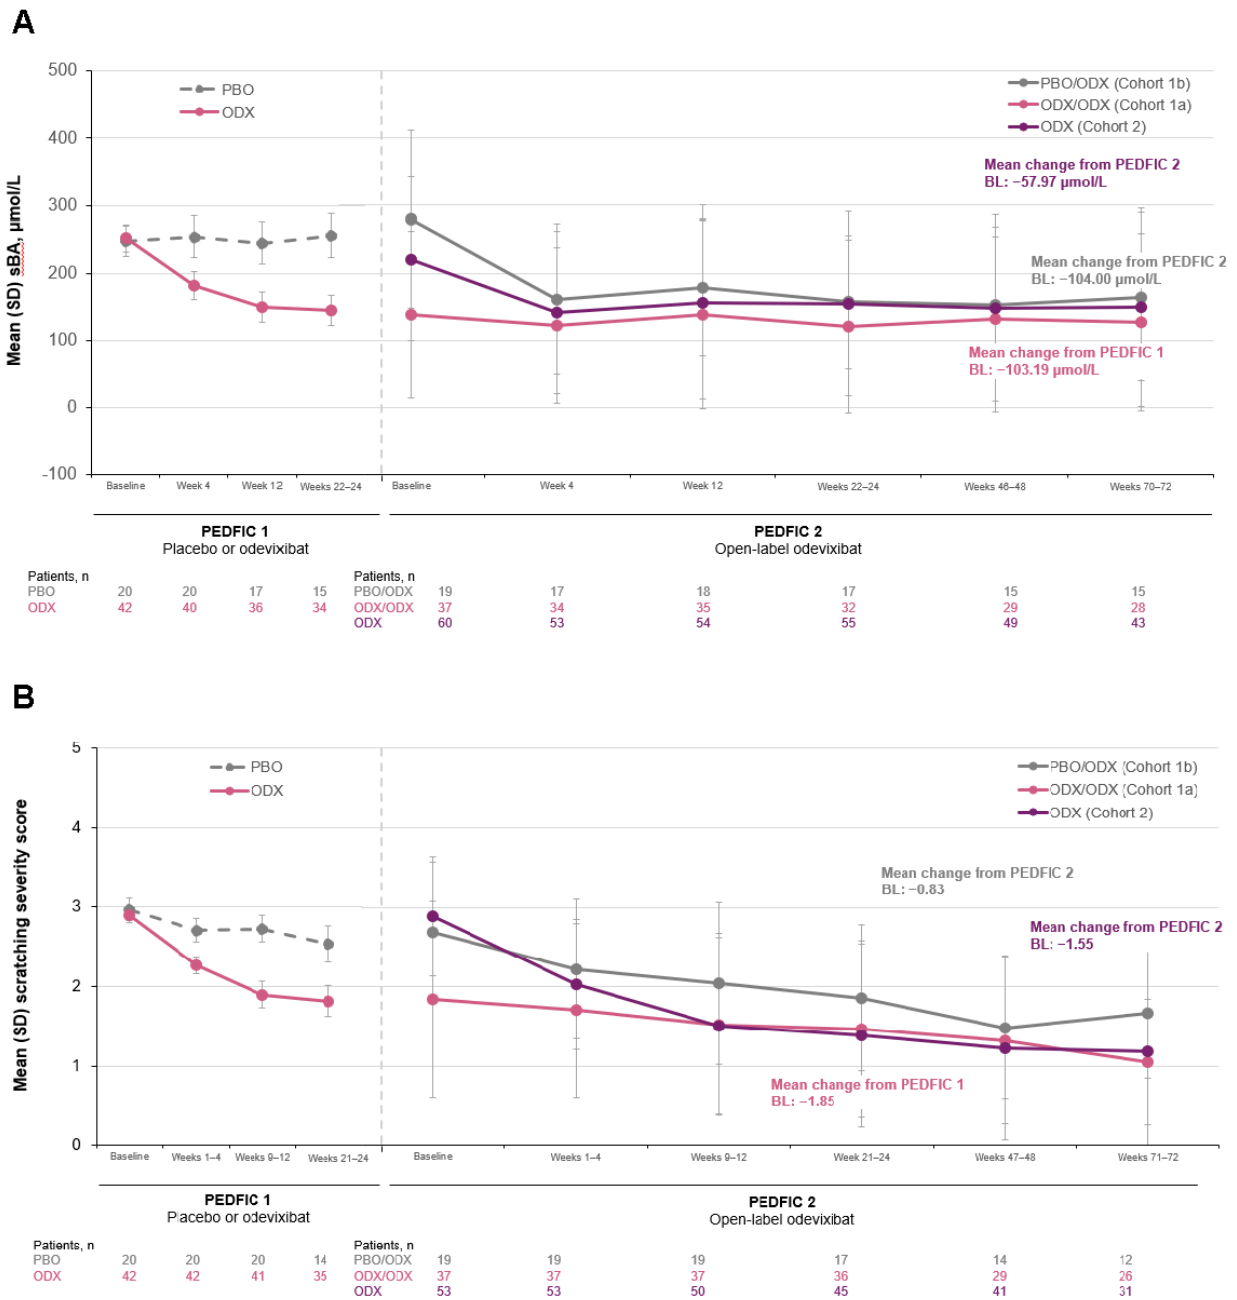 A
500
400
300
200
100
0
-100
Mean (SD) sBA, µmol/L
PBO
ODX
PBO/ODX (Cohort 1b)
ODX/ODX (Cohort 1a)
ODX (Cohort 2)
Mean change from PEDFIC 2
BL: −57.97 µmol/L
Mean change from PEDFIC 2
BL: −104.00 µmol/L
Mean change from PEDFIC 1
BL: −103.19 µmol/L
Baseline Week 4 Week 12 Weeks 22–24 Baseline Week 4 Week 12 Weeks 22–24 Weeks 46–48 Weeks 70–72
PEDFIC 1
Placebo or odevixibat
PEDFIC 2
Open-label odevixibat
Patients, n Patients, n
PBO 20 20 17 15 PBO/ODX 19 17 18 17 15 15
ODX 42 40 36 34 ODX/ODX 37 34 35 32 29 28
ODX 60 53 54 55 49 43
B
5
4
3
2
1
0
Mean (SD) scratching severity score
PBO
ODX
PBO/ODX (Cohort 1b)
ODX/ODX (Cohort 1a)
ODX (Cohort 2)
Mean change from PEDFIC 2
BL: −0.83
Mean change from PEDFIC 2
BL: −1.55
Mean change from PEDFIC 1
BL: −1.85
Baseline Weeks 1–4 Weeks 9–12 Weeks 21–24 Baseline Weeks 1–4 Weeks 9–12 Week 21–24 Weeks 47–48 Weeks 71–72
PEDFIC 1
Placebo or odevixibat
PEDFIC 2
Open-label odevixibat
Patients, n Patients, n
PBO 20 20 20 14 PBO/ODX 19 19 19 17 14 12
ODX 42 42 41 35 ODX/ODX 37 37 37 36 29 26
ODX 53 53 50 45 41 31